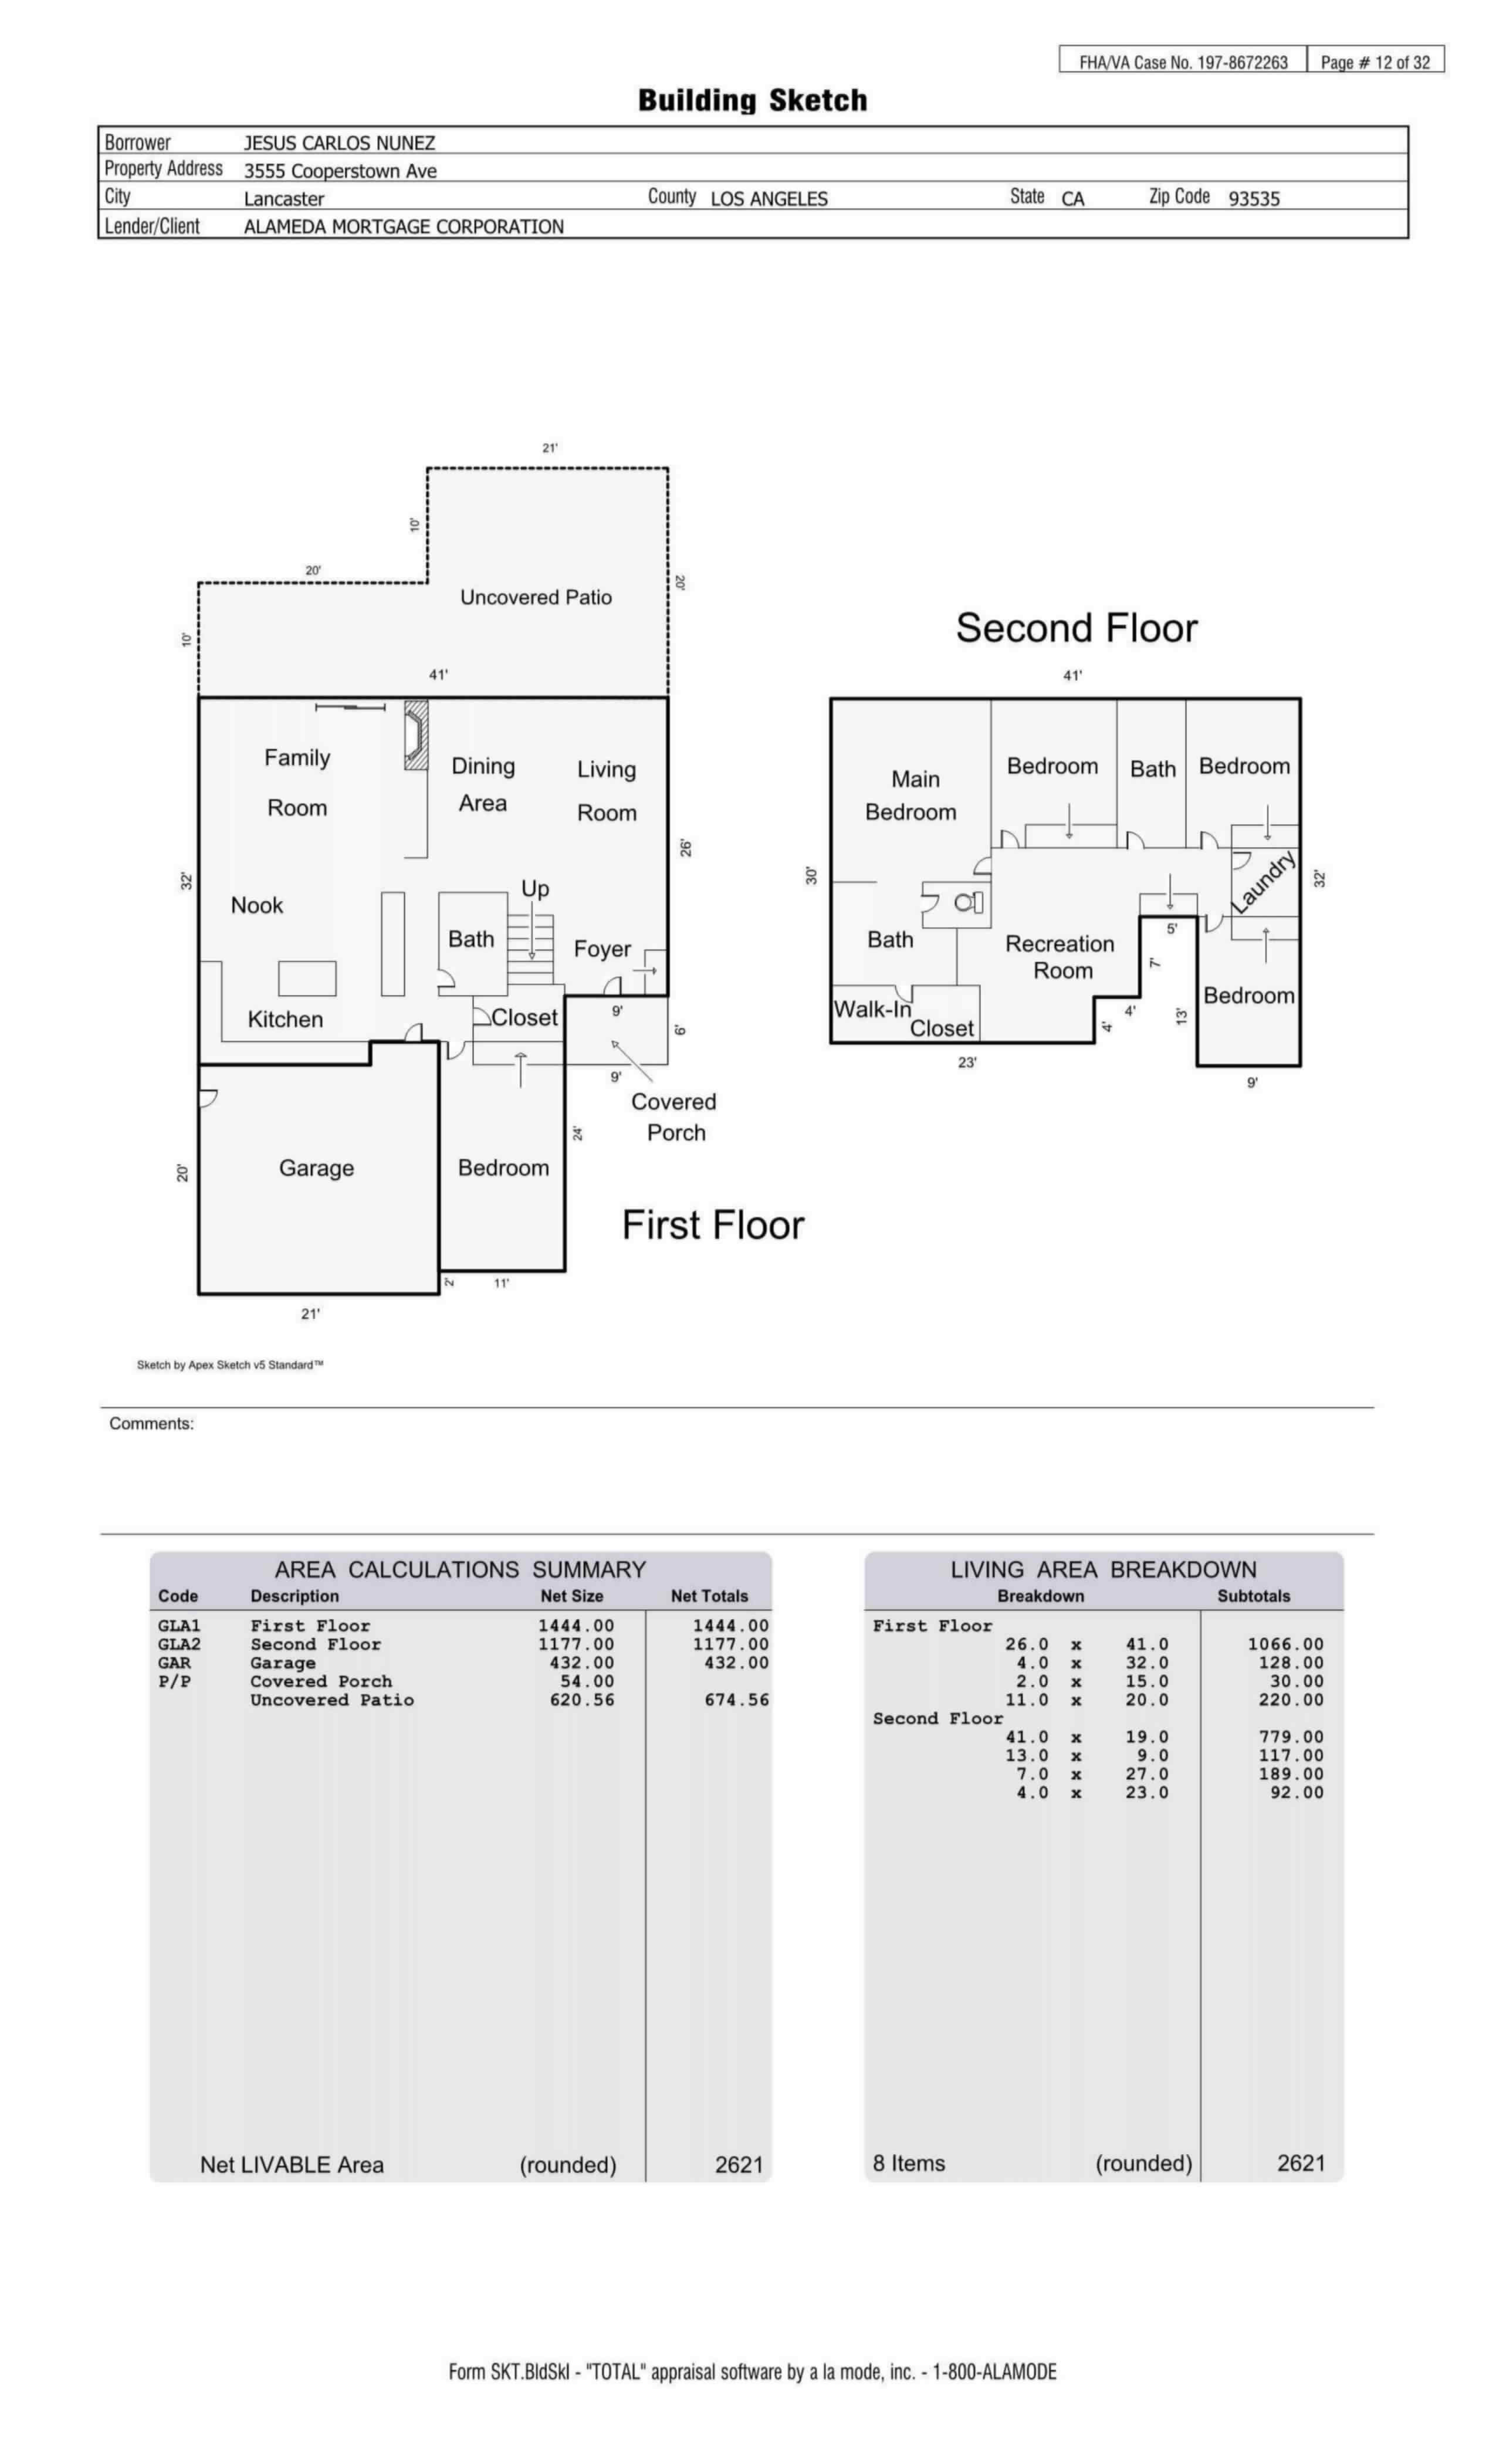 FHA/VA Case No. 197-8672263 Page # 12 of 32
Building Sketch
Borrower JESUS CARLOS NUNEZ
Property Address 3555 Cooperstown Ave
City Lancaster County LOS ANGELES State CA Zip Code 93535
Lender/Client ALAMEDA MORTGAGE CORPORATION
21'
10'
20'
Uncovered Patio
20'
10'
41'
Family
Room
Dining
Area
Living
Room
26'
32'
Nook
Up
Bath
Foyer
Kitchen
Closet
9'
6'
9'
Covered
Porch
24'
20'
Garage
Bedroom
First Floor
2'
11'
21'
Second Floor
41'
Main
Bedroom
Bedroom
Bath
Bedroom
30'
32'
Laundry
Bath
Recreation
Room
5'
7'
Walk-In
Closet
4'
4'
13'
Bedroom
23'
9'
Sketch by Apex Sketch v5 Standard™
Comments:
AREA CALCULATIONS SUMMARY
Code Description Net Size Net Totals
GLA1 First Floor 1444.00 1444.00
GLA2 Second Floor 1177.00 1177.00
GAR Garage 432.00 432.00
P/P Covered Porch 54.00
Uncovered Patio 620.56 674.56
Net LIVABLE Area (rounded) 2621
LIVING AREA BREAKDOWN
Breakdown Subtotals
First Floor
26.0 x 41.0 1066.00
4.0 x 32.0 128.00
2.0 x 15.0 30.00
11.0 x 20.0 220.00
Second Floor
41.0 x 19.0 779.00
13.0 x 9.0 117.00
7.0 x 27.0 189.00
4.0 x 23.0 92.00
8 Items (rounded) 2621
Form SKT.BldSkI - "TOTAL" appraisal software by a la mode, inc. - 1-800-ALAMODE